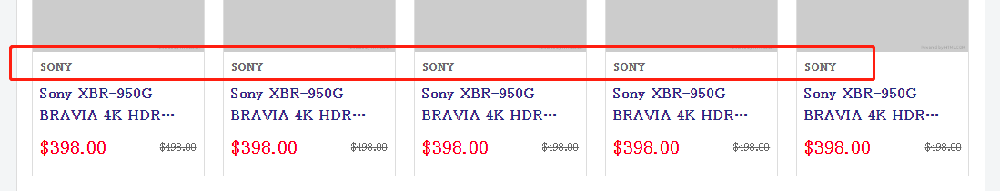 SONY SONY SONY SONY SONY
Sony XBR-950G Sony XBR-950G Sony XBR-950G Sony XBR-950G Sony XBR-950G
BRAVIA 4K HDR… BRAVIA 4K HDR… BRAVIA 4K HDR… BRAVIA 4K HDR… BRAVIA 4K HDR…
$398.00 $498.00 $398.00 $498.00 $398.00 $498.00 $398.00 $498.00 $398.00 $498.00